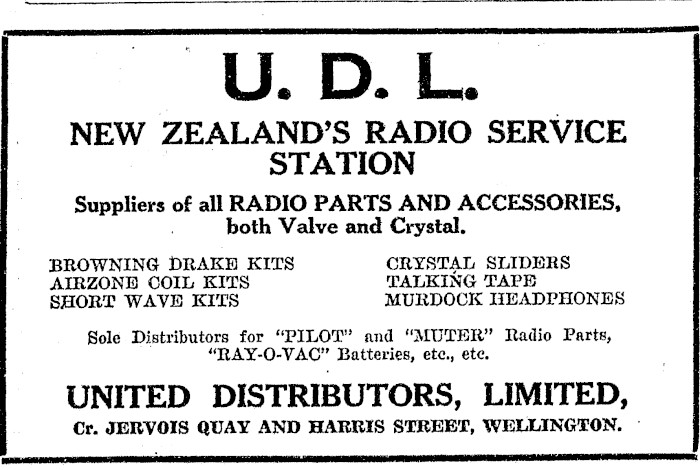 U. D. L.
NEW ZEALAND'S RADIO SERVICE
STATION
Suppliers of all RADIO PARTS AND ACCESSORIES,
both Valve and Crystal.
BROWNING DRAKE KITS
AIRZONE COIL KITS
SHORT WAVE KITS
CRYSTAL SLIDERS
TALKING TAPE
MURDOCK HEADPHONES
Sole Distributors for "PILOT" and "MUTER" Radio Parts,
"RAY-O-VAC" Batteries, etc., etc.
UNITED DISTRIBUTORS, LIMITED,
Cr. JERVOIS QUAY AND HARRIS STREET, WELLINGTON.